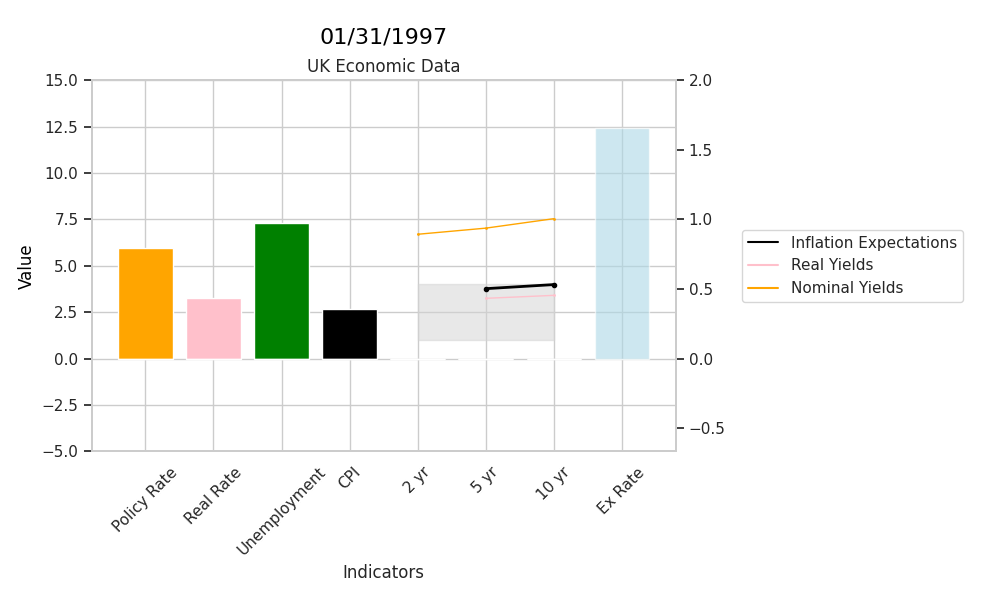 01/31/1997
UK Economic Data
15.0
12.5
10.0
7.5
5.0
2.5
0.0
−2.5
−5.0
Value
2.0
1.5
1.0
0.5
0.0
−0.5
Inflation Expectations
Real Yields
Nominal Yields
Policy Rate
Real Rate
Unemployment
CPI
2 yr
5 yr
10 yr
Ex Rate
Indicators